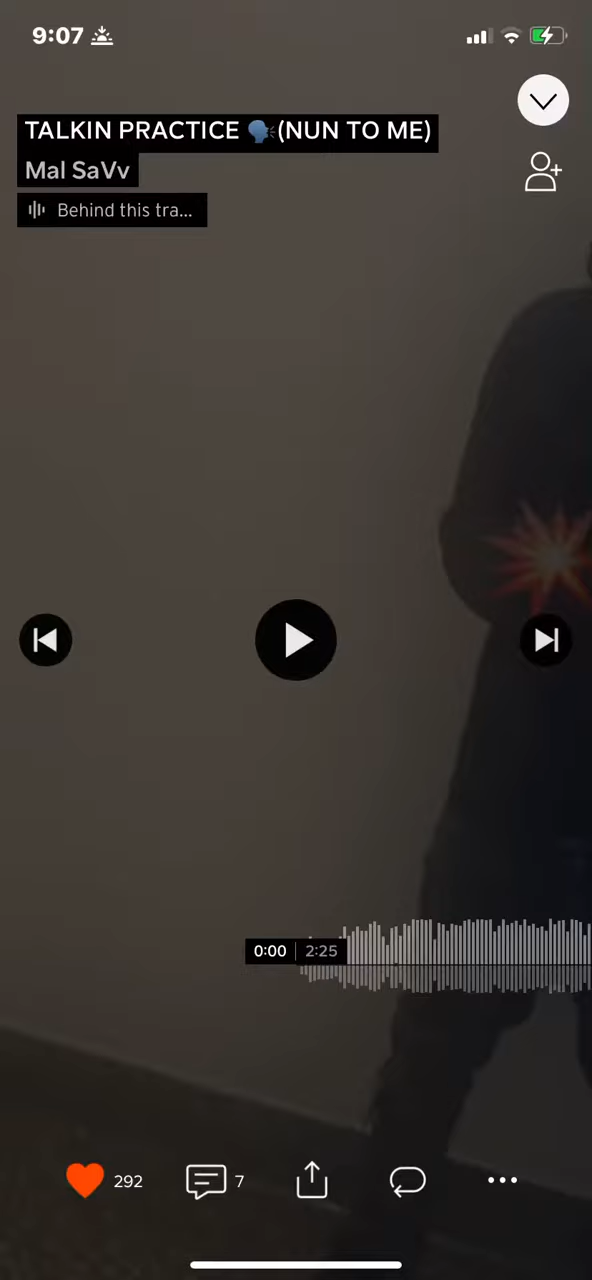 9:07
TALKIN PRACTICE 🗣️(NUN TO ME)
Mal SaVv
Behind this tra...
0:00 | 2:25
292
7